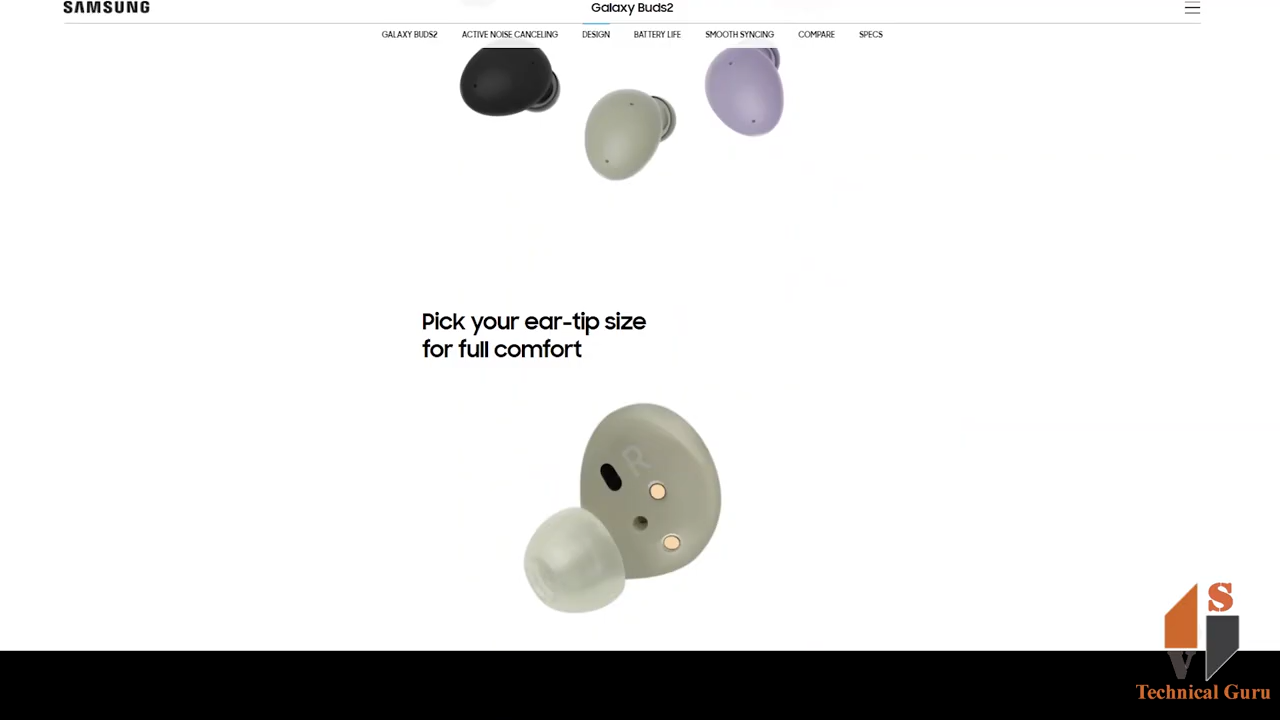 SAMSUNG
Galaxy Buds2
GALAXY BUDS2 ACTIVE NOISE CANCELING DESIGN BATTERY LIFE SMOOTH SYNCING COMPARE SPECS
Pick your ear-tip size
for full comfort
R
S
V
Technical Guru